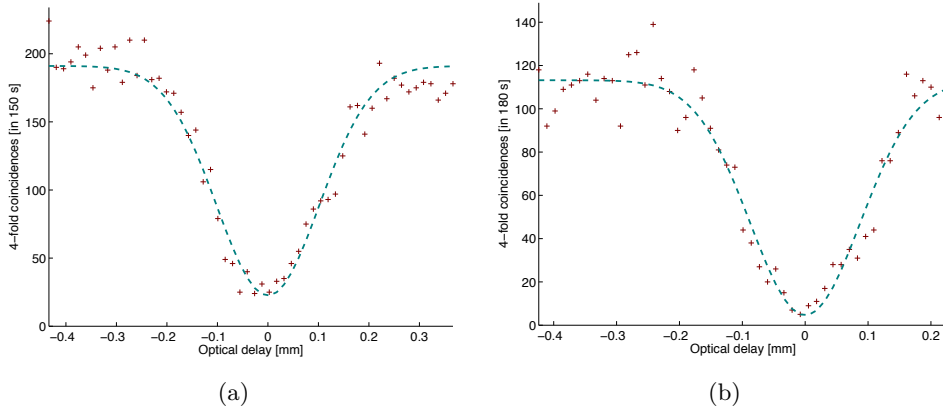 200
150
100
50
0
4-fold coincidences [in 150 s]
−0.4 −0.3 −0.2 −0.1 0 0.1 0.2 0.3
Optical delay [mm]
(a)
140
120
100
80
60
40
20
0
4-fold coincidences [in 180 s]
−0.4 −0.3 −0.2 −0.1 0 0.1 0.2
Optical delay [mm]
(b)